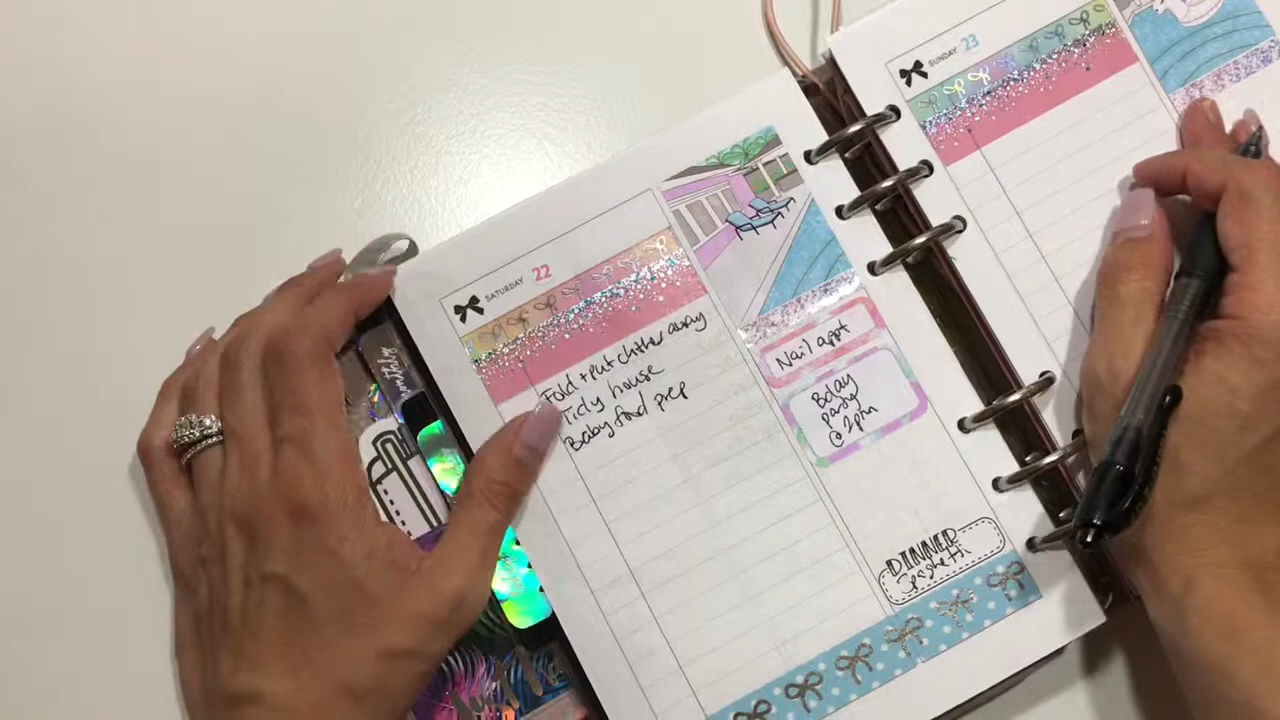 SATURDAY 22
Fold + put clothes away
Tidy house
Baby food prep
Nail appt
Bday
party
@ 2pm
DINNER
Spaghetti
SUNDAY 23